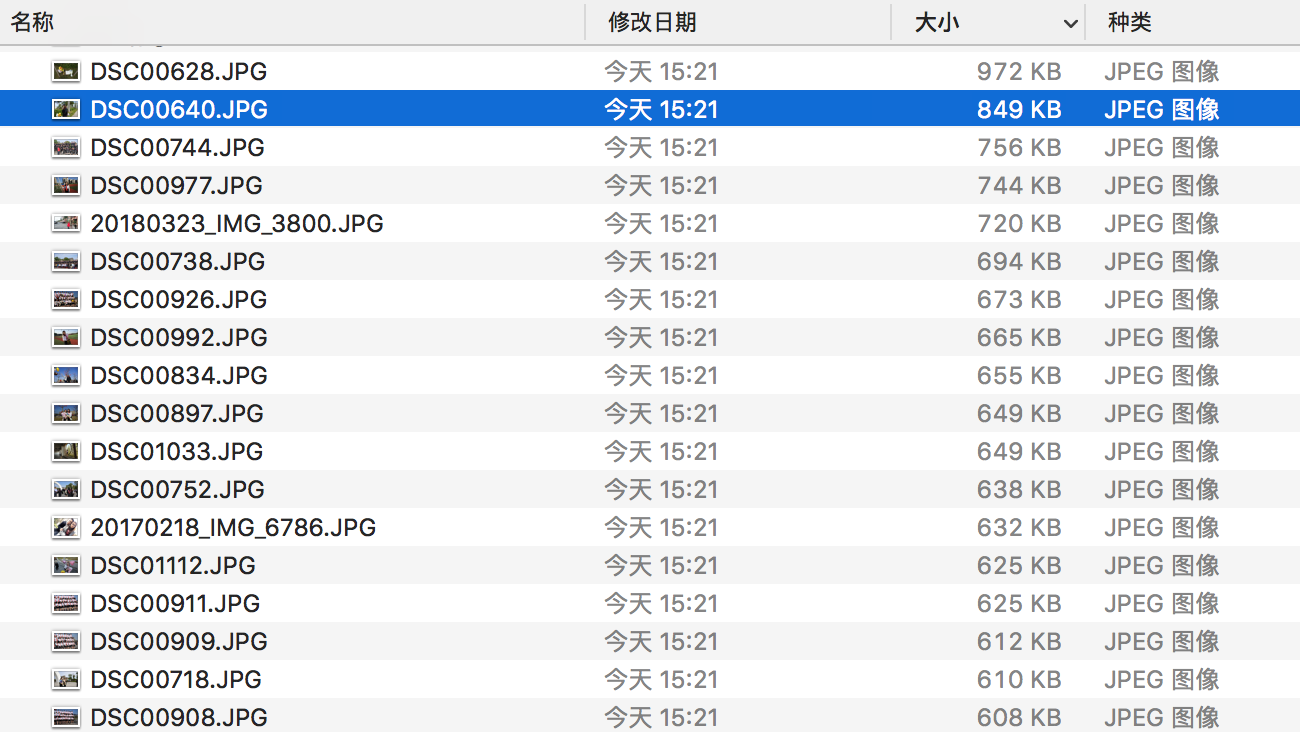 名称 修改日期 大小 种类
DSC00628.JPG 今天 15:21 972 KB JPEG 图像
DSC00640.JPG 今天 15:21 849 KB JPEG 图像
DSC00744.JPG 今天 15:21 756 KB JPEG 图像
DSC00977.JPG 今天 15:21 744 KB JPEG 图像
20180323_IMG_3800.JPG 今天 15:21 720 KB JPEG 图像
DSC00738.JPG 今天 15:21 694 KB JPEG 图像
DSC00926.JPG 今天 15:21 673 KB JPEG 图像
DSC00992.JPG 今天 15:21 665 KB JPEG 图像
DSC00834.JPG 今天 15:21 655 KB JPEG 图像
DSC00897.JPG 今天 15:21 649 KB JPEG 图像
DSC01033.JPG 今天 15:21 649 KB JPEG 图像
DSC00752.JPG 今天 15:21 638 KB JPEG 图像
20170218_IMG_6786.JPG 今天 15:21 632 KB JPEG 图像
DSC01112.JPG 今天 15:21 625 KB JPEG 图像
DSC00911.JPG 今天 15:21 625 KB JPEG 图像
DSC00909.JPG 今天 15:21 612 KB JPEG 图像
DSC00718.JPG 今天 15:21 610 KB JPEG 图像
DSC00908.JPG 今天 15:21 608 KB JPEG 图像